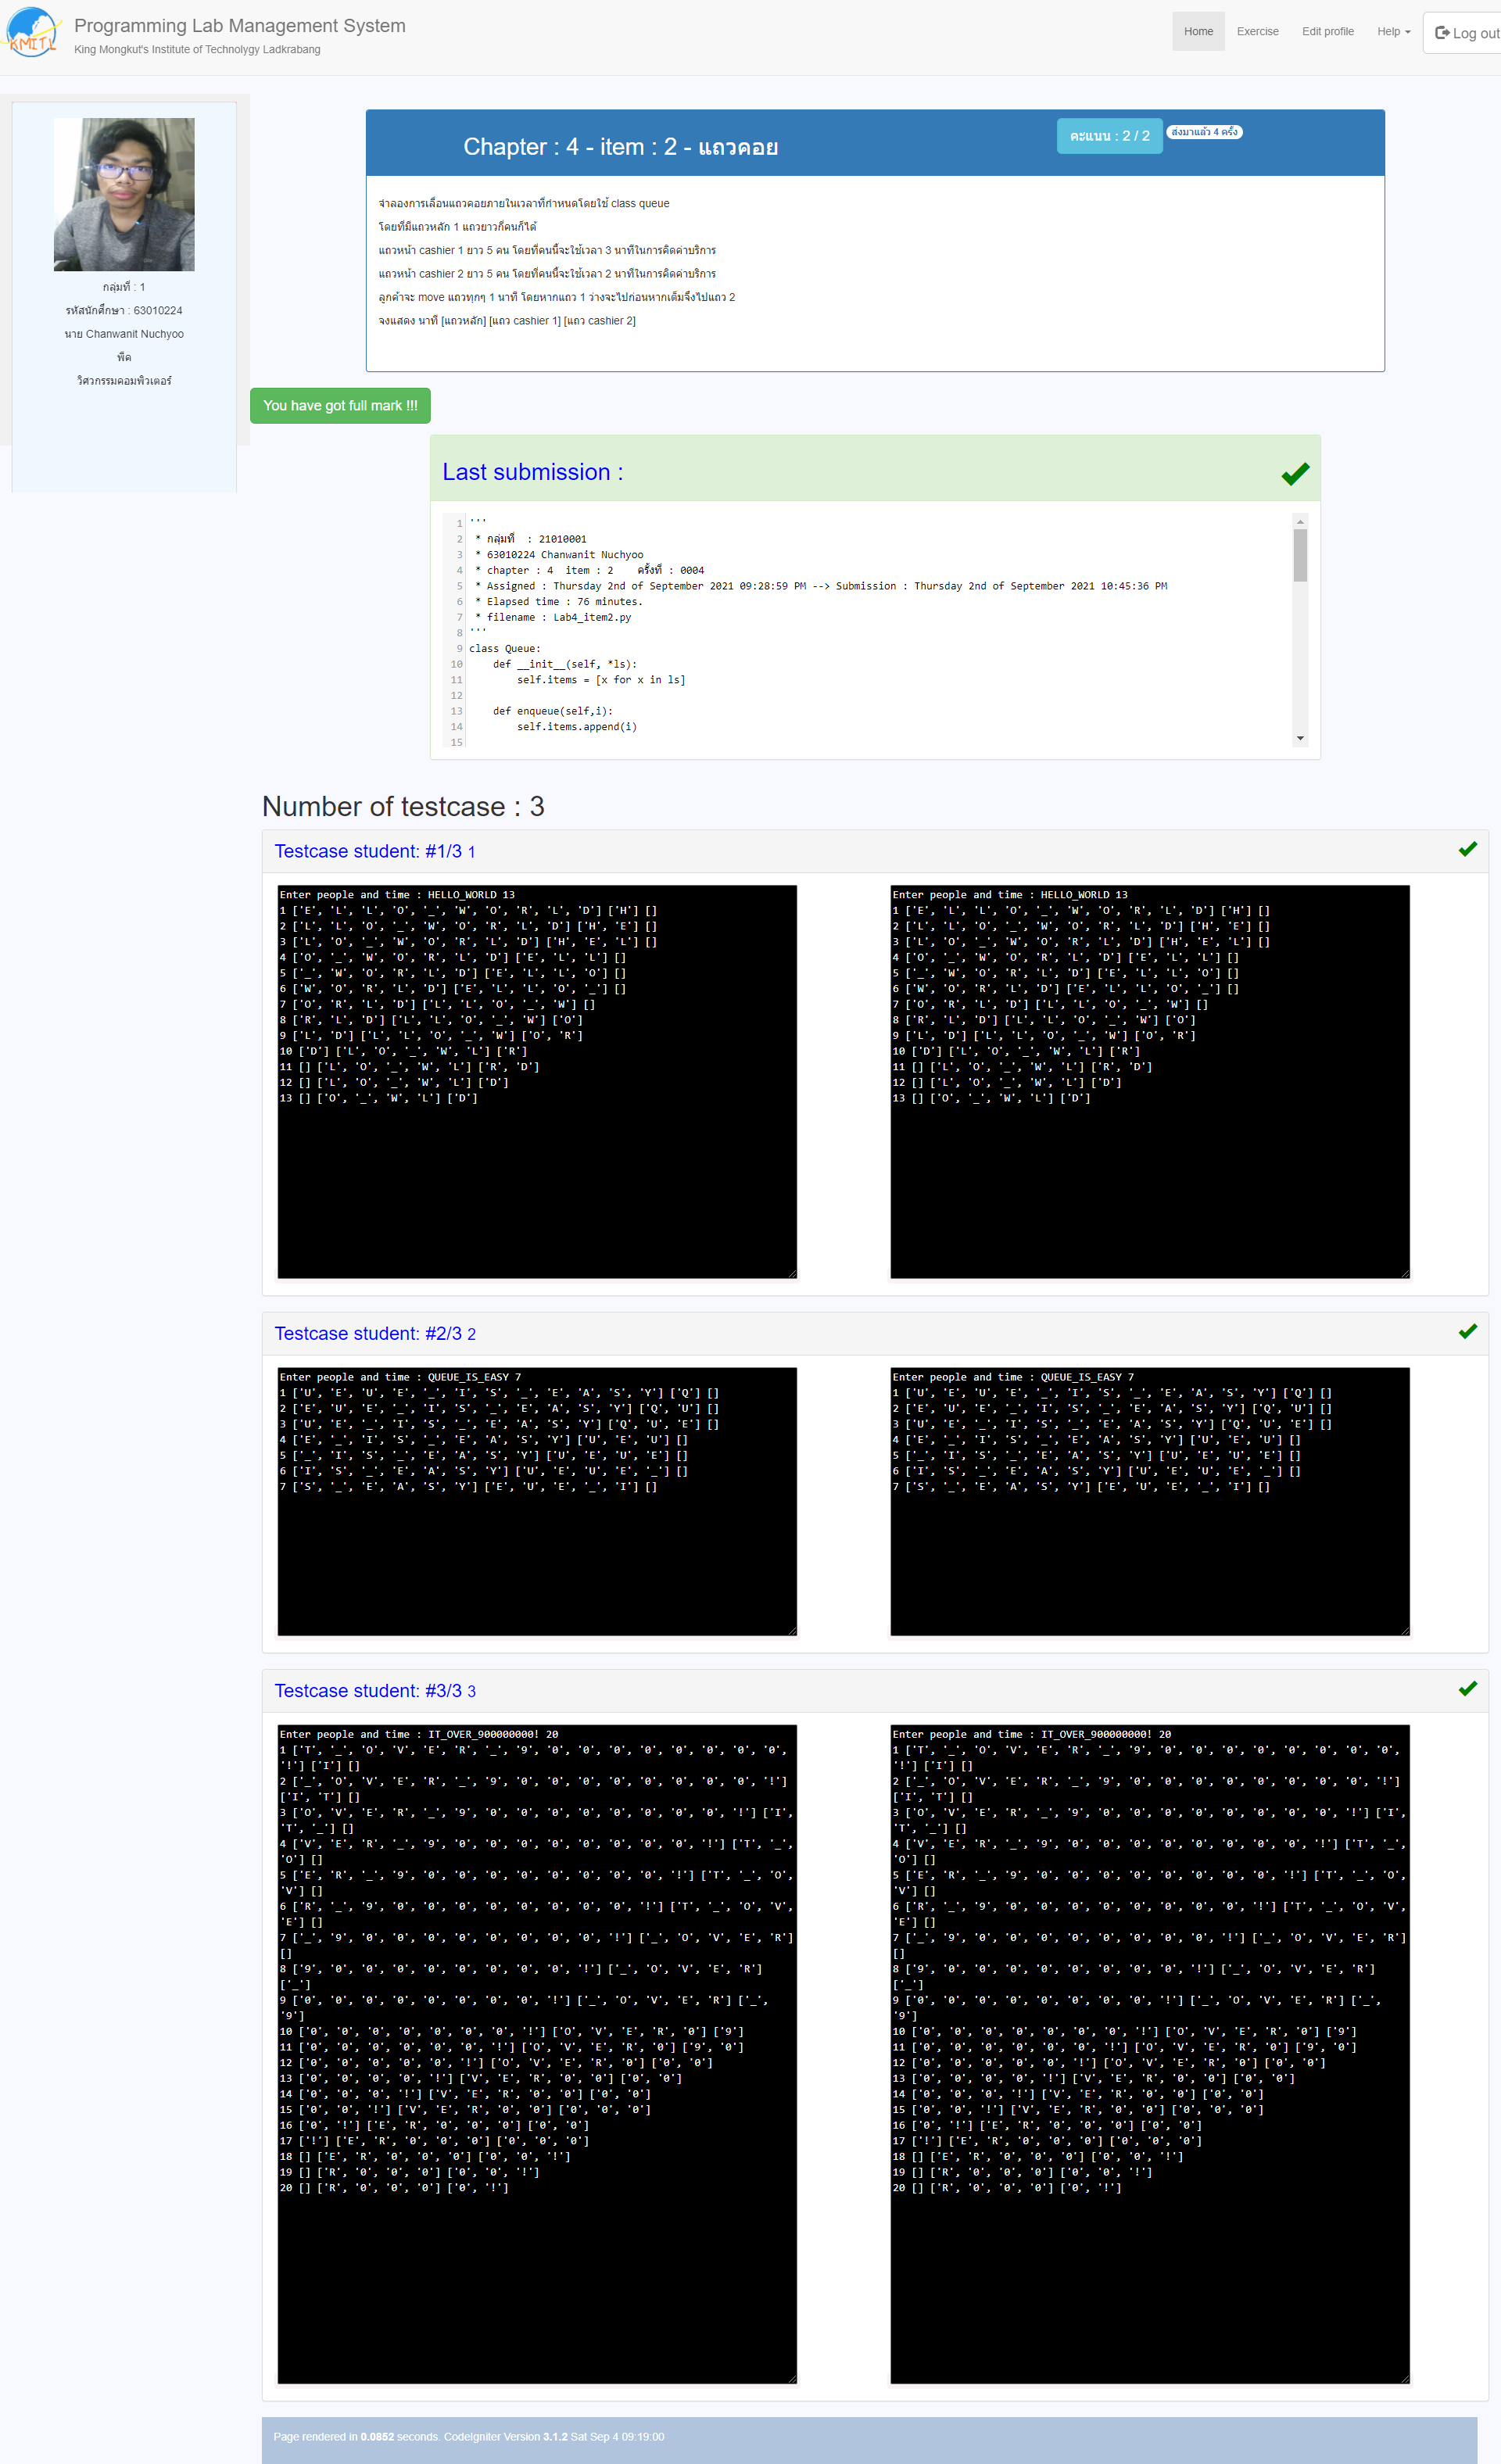 Programming Lab Management System
King Mongkut's Institute of Technolygy Ladkrabang
Home Exercise Edit profile Help Log out
KMITL
กลุ่มที่ : 1
รหัสนักศึกษา : 63010224
นาย Chanwanit Nuchyoo
พีค
วิศวกรรมคอมพิวเตอร์
Chapter : 4 - item : 2 - แถวคอย
คะแนน : 2 / 2 ส่งมาแล้ว 4 ครั้ง
จำลองการเลื่อนแถวคอยภายในเวลาที่กำหนดโดยใช้ class queue
โดยที่มีแถวหลัก 1 แถวยาวกี่คนก็ได้
แถวหน้า cashier 1 ยาว 5 คน โดยที่คนนี้จะใช้เวลา 3 นาทีในการคิดค่าบริการ
แถวหน้า cashier 2 ยาว 5 คน โดยที่คนนี้จะใช้เวลา 2 นาทีในการคิดค่าบริการ
ลูกค้าจะ move แถวทุกๆ 1 นาที โดยหากแถว 1 ว่างจะไปก่อนหากเต็มจึงไปแถว 2
จงแสดง นาที [แถวหลัก] [แถว cashier 1] [แถว cashier 2]
You have got full mark !!!
Last submission :
1 '''
2 * กลุ่มที่ : 21010001
3 * 63010224 Chanwanit Nuchyoo
4 * chapter : 4 item : 2 ครั้งที่ : 0004
5 * Assigned : Thursday 2nd of September 2021 09:28:59 PM --> Submission : Thursday 2nd of September 2021 10:45:36 PM
6 * Elapsed time : 76 minutes.
7 * filename : Lab4_item2.py
8 '''
9 class Queue:
10 def __init__(self, *ls):
11 self.items = [x for x in ls]
12
13 def enqueue(self,i):
14 self.items.append(i)
15
Number of testcase : 3
Testcase student: #1/3 1
Enter people and time : HELLO_WORLD 13
1 ['E', 'L', 'L', 'O', '_', 'W', 'O', 'R', 'L', 'D'] ['H'] []
2 ['L', 'L', 'O', '_', 'W', 'O', 'R', 'L', 'D'] ['H', 'E'] []
3 ['L', 'O', '_', 'W', 'O', 'R', 'L', 'D'] ['H', 'E', 'L'] []
4 ['O', '_', 'W', 'O', 'R', 'L', 'D'] ['E', 'L', 'L'] []
5 ['_', 'W', 'O', 'R', 'L', 'D'] ['E', 'L', 'L', 'O'] []
6 ['W', 'O', 'R', 'L', 'D'] ['E', 'L', 'L', 'O', '_'] []
7 ['O', 'R', 'L', 'D'] ['L', 'L', 'O', '_', 'W'] []
8 ['R', 'L', 'D'] ['L', 'L', 'O', '_', 'W'] ['O']
9 ['L', 'D'] ['L', 'L', 'O', '_', 'W'] ['O', 'R']
10 ['D'] ['L', 'O', '_', 'W', 'L'] ['R']
11 [] ['L', 'O', '_', 'W', 'L'] ['R', 'D']
12 [] ['L', 'O', '_', 'W', 'L'] ['D']
13 [] ['O', '_', 'W', 'L'] ['D']
Enter people and time : HELLO_WORLD 13
1 ['E', 'L', 'L', 'O', '_', 'W', 'O', 'R', 'L', 'D'] ['H'] []
2 ['L', 'L', 'O', '_', 'W', 'O', 'R', 'L', 'D'] ['H', 'E'] []
3 ['L', 'O', '_', 'W', 'O', 'R', 'L', 'D'] ['H', 'E', 'L'] []
4 ['O', '_', 'W', 'O', 'R', 'L', 'D'] ['E', 'L', 'L'] []
5 ['_', 'W', 'O', 'R', 'L', 'D'] ['E', 'L', 'L', 'O'] []
6 ['W', 'O', 'R', 'L', 'D'] ['E', 'L', 'L', 'O', '_'] []
7 ['O', 'R', 'L', 'D'] ['L', 'L', 'O', '_', 'W'] []
8 ['R', 'L', 'D'] ['L', 'L', 'O', '_', 'W'] ['O']
9 ['L', 'D'] ['L', 'L', 'O', '_', 'W'] ['O', 'R']
10 ['D'] ['L', 'O', '_', 'W', 'L'] ['R']
11 [] ['L', 'O', '_', 'W', 'L'] ['R', 'D']
12 [] ['L', 'O', '_', 'W', 'L'] ['D']
13 [] ['O', '_', 'W', 'L'] ['D']
Testcase student: #2/3 2
Enter people and time : QUEUE_IS_EASY 7
1 ['U', 'E', 'U', 'E', '_', 'I', 'S', '_', 'E', 'A', 'S', 'Y'] ['Q'] []
2 ['E', 'U', 'E', '_', 'I', 'S', '_', 'E', 'A', 'S', 'Y'] ['Q', 'U'] []
3 ['U', 'E', '_', 'I', 'S', '_', 'E', 'A', 'S', 'Y'] ['Q', 'U', 'E'] []
4 ['E', '_', 'I', 'S', '_', 'E', 'A', 'S', 'Y'] ['U', 'E', 'U'] []
5 ['_', 'I', 'S', '_', 'E', 'A', 'S', 'Y'] ['U', 'E', 'U', 'E'] []
6 ['I', 'S', '_', 'E', 'A', 'S', 'Y'] ['U', 'E', 'U', 'E', '_'] []
7 ['S', '_', 'E', 'A', 'S', 'Y'] ['E', 'U', 'E', '_', 'I'] []
Enter people and time : QUEUE_IS_EASY 7
1 ['U', 'E', 'U', 'E', '_', 'I', 'S', '_', 'E', 'A', 'S', 'Y'] ['Q'] []
2 ['E', 'U', 'E', '_', 'I', 'S', '_', 'E', 'A', 'S', 'Y'] ['Q', 'U'] []
3 ['U', 'E', '_', 'I', 'S', '_', 'E', 'A', 'S', 'Y'] ['Q', 'U', 'E'] []
4 ['E', '_', 'I', 'S', '_', 'E', 'A', 'S', 'Y'] ['U', 'E', 'U'] []
5 ['_', 'I', 'S', '_', 'E', 'A', 'S', 'Y'] ['U', 'E', 'U', 'E'] []
6 ['I', 'S', '_', 'E', 'A', 'S', 'Y'] ['U', 'E', 'U', 'E', '_'] []
7 ['S', '_', 'E', 'A', 'S', 'Y'] ['E', 'U', 'E', '_', 'I'] []
Testcase student: #3/3 3
Enter people and time : IT_OVER_900000000! 20
1 ['T', '_', 'O', 'V', 'E', 'R', '_', '9', '0', '0', '0', '0', '0', '0', '0', '0',
'!'] ['I'] []
2 ['_', 'O', 'V', 'E', 'R', '_', '9', '0', '0', '0', '0', '0', '0', '0', '0', '!']
['I', 'T'] []
3 ['O', 'V', 'E', 'R', '_', '9', '0', '0', '0', '0', '0', '0', '0', '0', '!'] ['I',
'T', '_'] []
4 ['V', 'E', 'R', '_', '9', '0', '0', '0', '0', '0', '0', '0', '0', '!'] ['T', '_',
'O'] []
5 ['E', 'R', '_', '9', '0', '0', '0', '0', '0', '0', '0', '0', '!'] ['T', '_', 'O',
'V'] []
6 ['R', '_', '9', '0', '0', '0', '0', '0', '0', '0', '0', '!'] ['T', '_', 'O', 'V',
'E'] []
7 ['_', '9', '0', '0', '0', '0', '0', '0', '0', '0', '!'] ['_', 'O', 'V', 'E', 'R']
[]
8 ['9', '0', '0', '0', '0', '0', '0', '0', '0', '!'] ['_', 'O', 'V', 'E', 'R']
['_']
9 ['0', '0', '0', '0', '0', '0', '0', '0', '!'] ['_', 'O', 'V', 'E', 'R'] ['_',
'9']
10 ['0', '0', '0', '0', '0', '0', '0', '!'] ['O', 'V', 'E', 'R', '0'] ['9']
11 ['0', '0', '0', '0', '0', '0', '!'] ['O', 'V', 'E', 'R', '0'] ['9', '0']
12 ['0', '0', '0', '0', '0', '!'] ['O', 'V', 'E', 'R', '0'] ['0', '0']
13 ['0', '0', '0', '0', '!'] ['V', 'E', 'R', '0', '0'] ['0', '0']
14 ['0', '0', '0', '!'] ['V', 'E', 'R', '0', '0'] ['0', '0']
15 ['0', '0', '!'] ['V', 'E', 'R', '0', '0'] ['0', '0', '0']
16 ['0', '!'] ['E', 'R', '0', '0', '0'] ['0', '0']
17 ['!'] ['E', 'R', '0', '0', '0'] ['0', '0', '0']
18 [] ['E', 'R', '0', '0', '0'] ['0', '0', '!']
19 [] ['R', '0', '0', '0'] ['0', '0', '!']
20 [] ['R', '0', '0', '0'] ['0', '!']
Enter people and time : IT_OVER_900000000! 20
1 ['T', '_', 'O', 'V', 'E', 'R', '_', '9', '0', '0', '0', '0', '0', '0', '0', '0',
'!'] ['I'] []
2 ['_', 'O', 'V', 'E', 'R', '_', '9', '0', '0', '0', '0', '0', '0', '0', '0', '!']
['I', 'T'] []
3 ['O', 'V', 'E', 'R', '_', '9', '0', '0', '0', '0', '0', '0', '0', '0', '!'] ['I',
'T', '_'] []
4 ['V', 'E', 'R', '_', '9', '0', '0', '0', '0', '0', '0', '0', '0', '!'] ['T', '_',
'O'] []
5 ['E', 'R', '_', '9', '0', '0', '0', '0', '0', '0', '0', '0', '!'] ['T', '_', 'O',
'V'] []
6 ['R', '_', '9', '0', '0', '0', '0', '0', '0', '0', '0', '!'] ['T', '_', 'O', 'V',
'E'] []
7 ['_', '9', '0', '0', '0', '0', '0', '0', '0', '0', '!'] ['_', 'O', 'V', 'E', 'R']
[]
8 ['9', '0', '0', '0', '0', '0', '0', '0', '0', '!'] ['_', 'O', 'V', 'E', 'R']
['_']
9 ['0', '0', '0', '0', '0', '0', '0', '0', '!'] ['_', 'O', 'V', 'E', 'R'] ['_',
'9']
10 ['0', '0', '0', '0', '0', '0', '0', '!'] ['O', 'V', 'E', 'R', '0'] ['9']
11 ['0', '0', '0', '0', '0', '0', '!'] ['O', 'V', 'E', 'R', '0'] ['9', '0']
12 ['0', '0', '0', '0', '0', '!'] ['O', 'V', 'E', 'R', '0'] ['0', '0']
13 ['0', '0', '0', '0', '!'] ['V', 'E', 'R', '0', '0'] ['0', '0']
14 ['0', '0', '0', '!'] ['V', 'E', 'R', '0', '0'] ['0', '0']
15 ['0', '0', '!'] ['V', 'E', 'R', '0', '0'] ['0', '0', '0']
16 ['0', '!'] ['E', 'R', '0', '0', '0'] ['0', '0']
17 ['!'] ['E', 'R', '0', '0', '0'] ['0', '0', '0']
18 [] ['E', 'R', '0', '0', '0'] ['0', '0', '!']
19 [] ['R', '0', '0', '0'] ['0', '0', '!']
20 [] ['R', '0', '0', '0'] ['0', '!']
Page rendered in 0.0852 seconds. CodeIgniter Version 3.1.2 Sat Sep 4 09:19:00